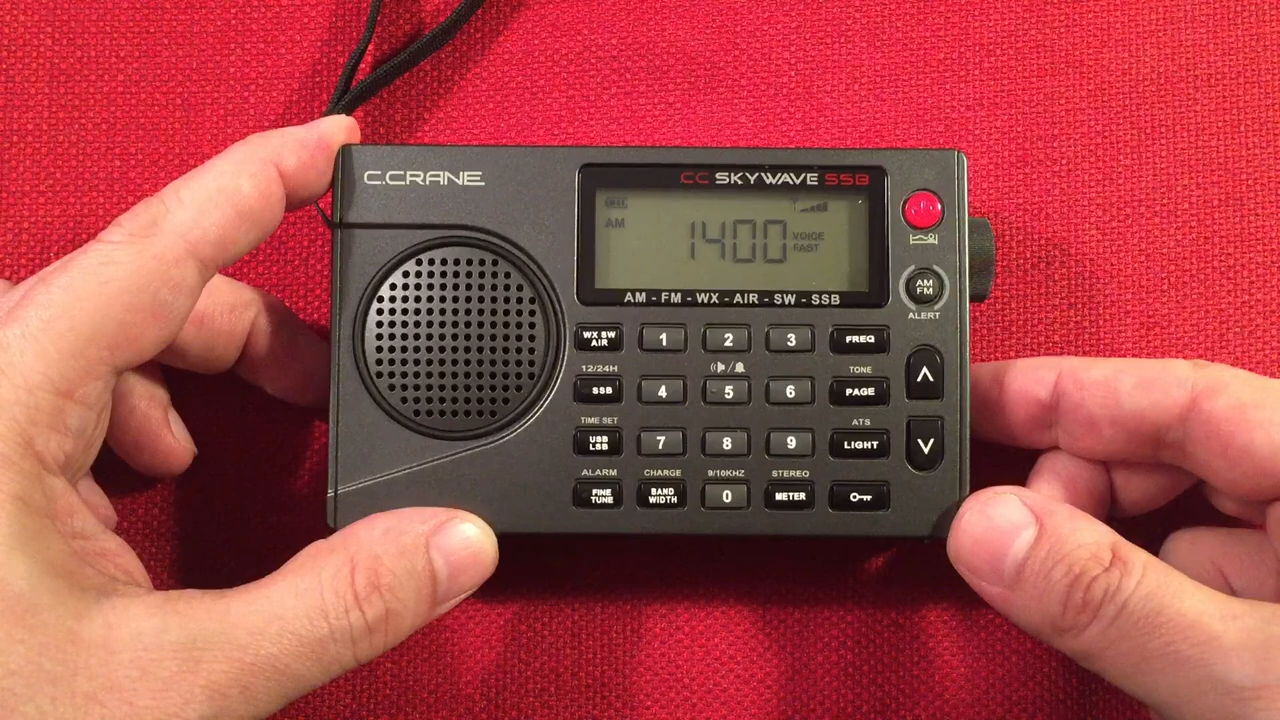 C.CRANE
CC SKYWAVE SSB
AM
1400
VOICE
FAST
AM - FM - WX - AIR - SW - SSB
AM
FM
ALERT
WX SW
AIR
1
2
3
FREQ
12/24H
TONE
SSB
4
5
6
PAGE
TIME SET
ATS
USB
LSB
7
8
9
LIGHT
ALARM
CHARGE
9/10KHZ
STEREO
FINE
TUNE
BAND
WIDTH
0
METER